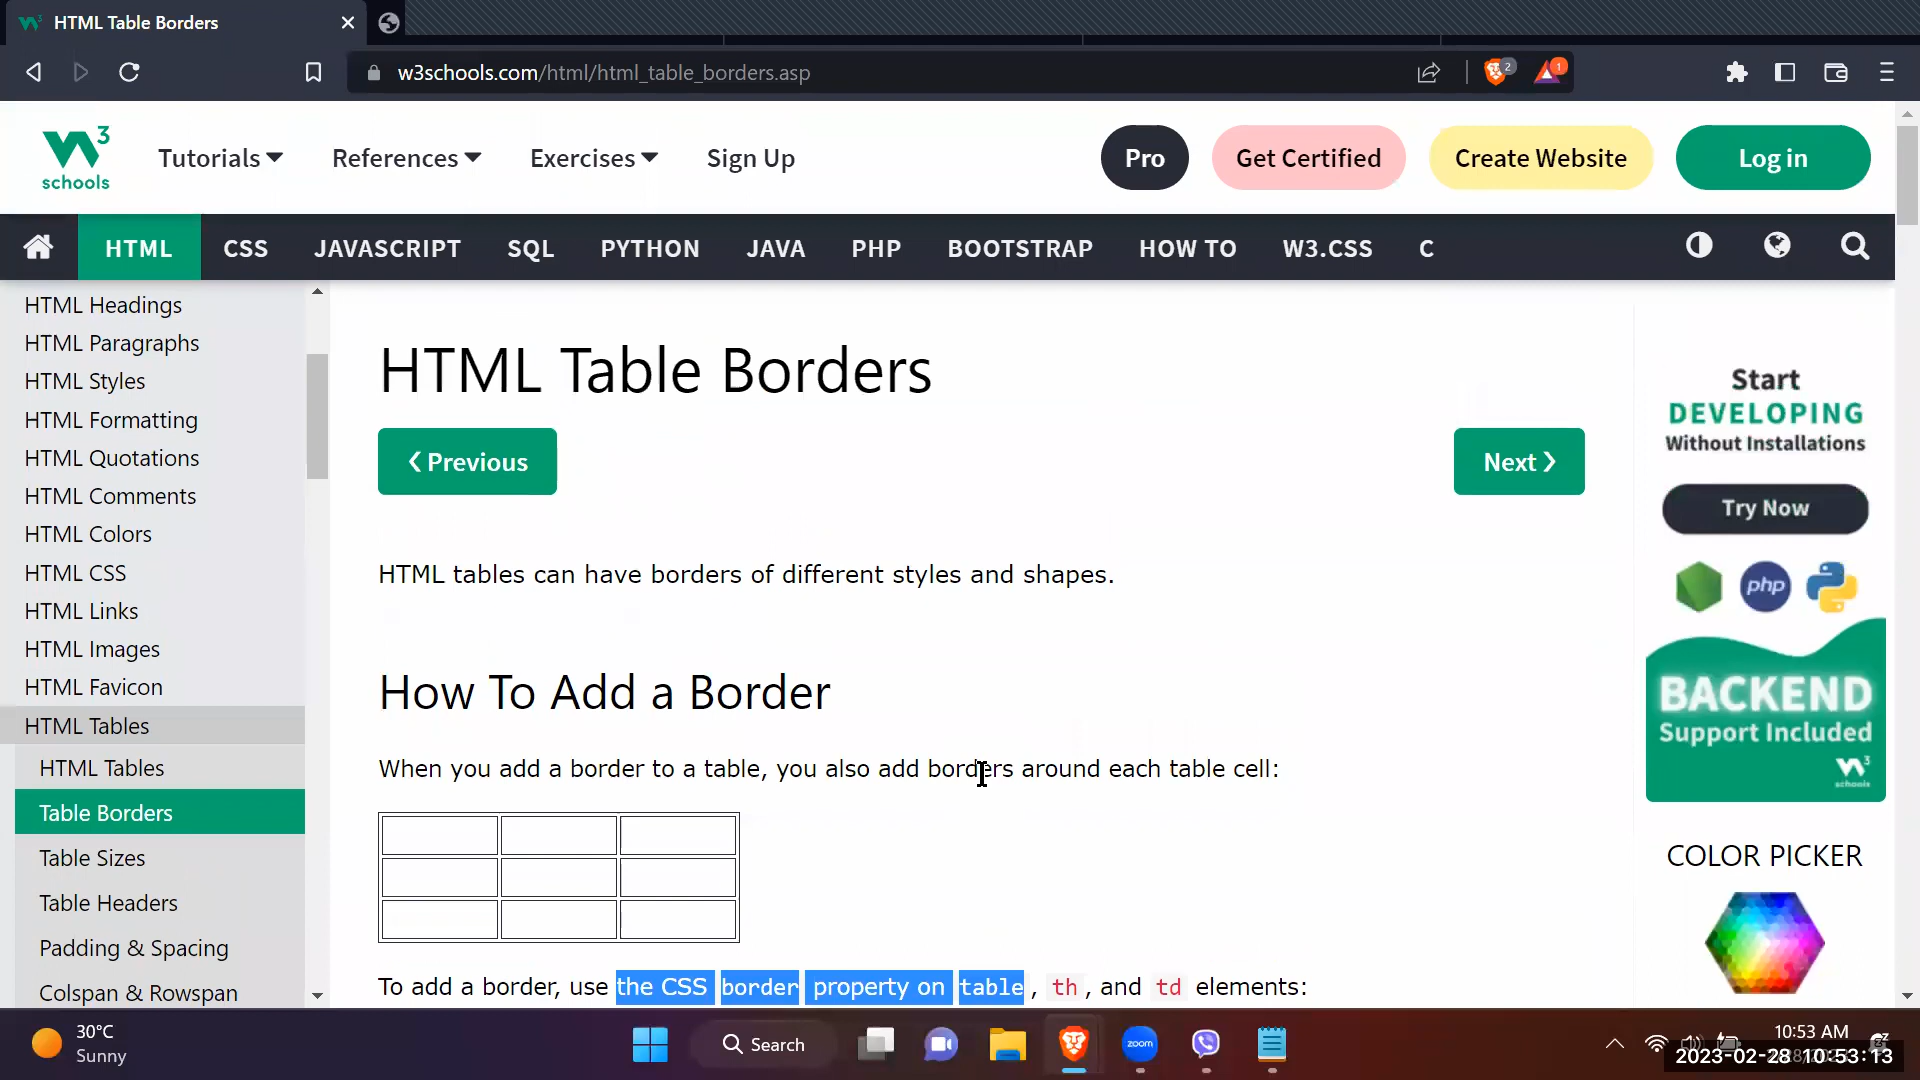 HTML Table Borders
w3schools.com/html/html_table_borders.asp
2
1
3
schools
Tutorials
References
Exercises
Sign Up
Pro
Get Certified
Create Website
Log in
HTML
CSS
JAVASCRIPT
SQL
PYTHON
JAVA
PHP
BOOTSTRAP
HOW TO
W3.CSS
C
HTML Headings
HTML Paragraphs
HTML Styles
HTML Formatting
HTML Quotations
HTML Comments
HTML Colors
HTML CSS
HTML Links
HTML Images
HTML Favicon
HTML Tables
HTML Tables
Table Borders
Table Sizes
Table Headers
Padding & Spacing
Colspan & Rowspan
HTML Table Borders
❮ Previous
Next ❯
HTML tables can have borders of different styles and shapes.
How To Add a Border
When you add a border to a table, you also add borders around each table cell:
To add a border, use the CSS border property on table, th, and td elements:
Start
DEVELOPING
Without Installations
Try Now
php
BACKEND
Support Included
3
schools
COLOR PICKER
30°C
Sunny
Search
zoom
10:53 AM
2023-02-28 10:53:13